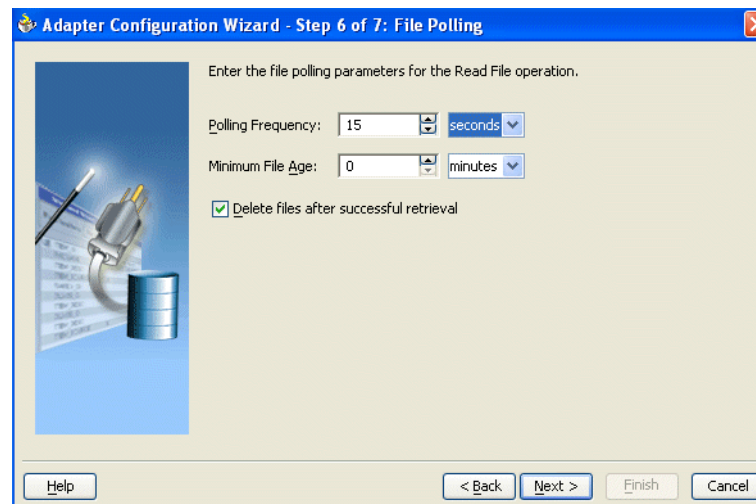 Adapter Configuration Wizard - Step 6 of 7: File Polling
Enter the file polling parameters for the Read File operation.
Polling Frequency: 15 seconds
Minimum File Age: 0 minutes
Delete files after successful retrieval
Help < Back Next > Finish Cancel